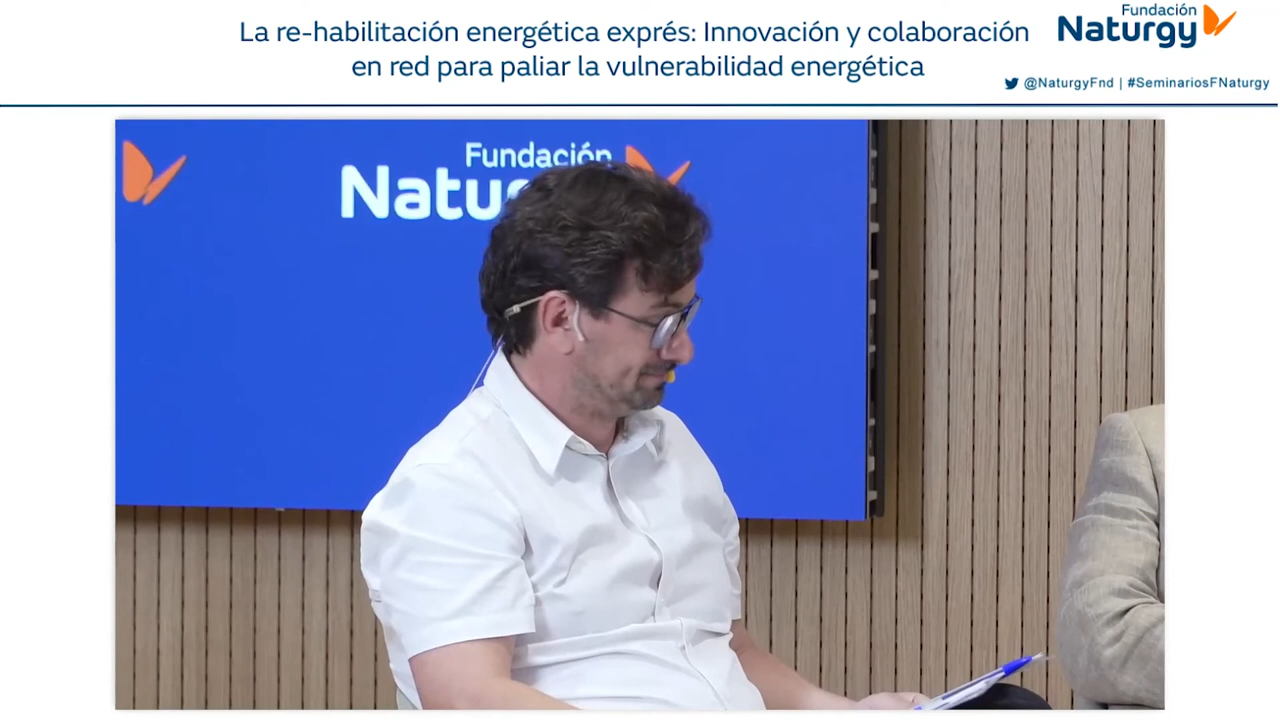 La re-habilitación energética exprés: Innovación y colaboración
en red para paliar la vulnerabilidad energética
Fundación
Naturgy
@NaturgyFnd | #SeminariosFNaturgy
Fundación
Natu